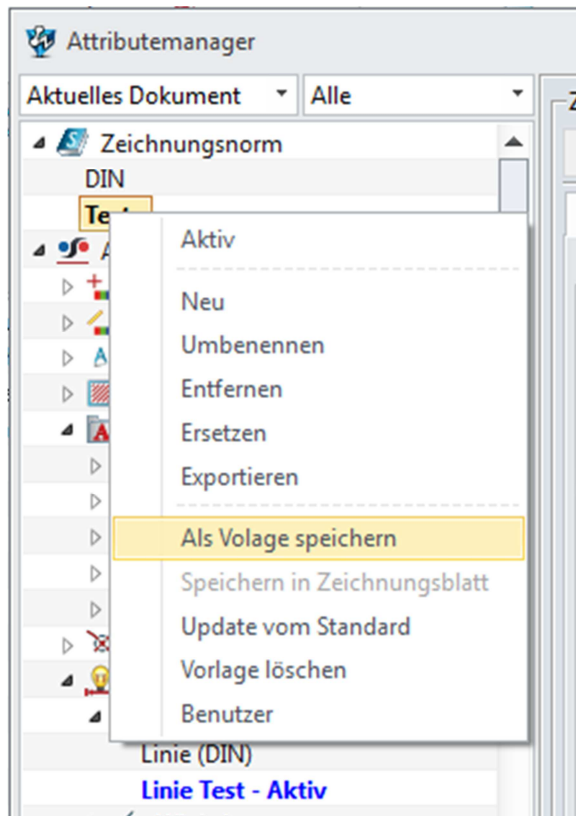 Attributemanager
Aktuelles Dokument Alle
Zeichnungsnorm
DIN
Aktiv
Neu
Umbenennen
Entfernen
Ersetzen
Exportieren
Als Volage speichern
Speichern in Zeichnungsblatt
Update vom Standard
Vorlage löschen
Benutzer
Linie (DIN)
Linie Test - Aktiv